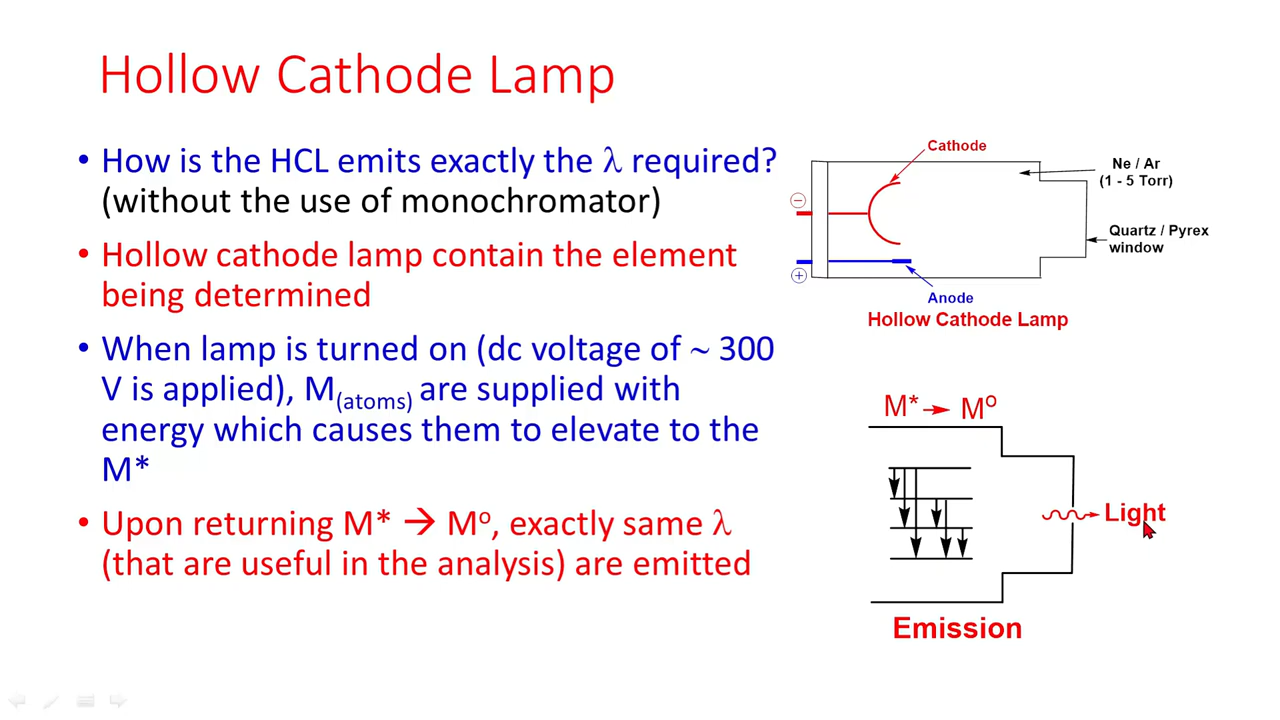 Hollow Cathode Lamp
• How is the HCL emits exactly the λ required?
(without the use of monochromator)
• Hollow cathode lamp contain the element
being determined
• When lamp is turned on (dc voltage of ~ 300
V is applied), M(atoms) are supplied with
energy which causes them to elevate to the
M*
• Upon returning M* → Mº, exactly same λ
(that are useful in the analysis) are emitted
Cathode
Ne / Ar
(1 - 5 Torr)
−
Quartz / Pyrex
window
+
Anode
Hollow Cathode Lamp
M* → Mº
Light
Emission